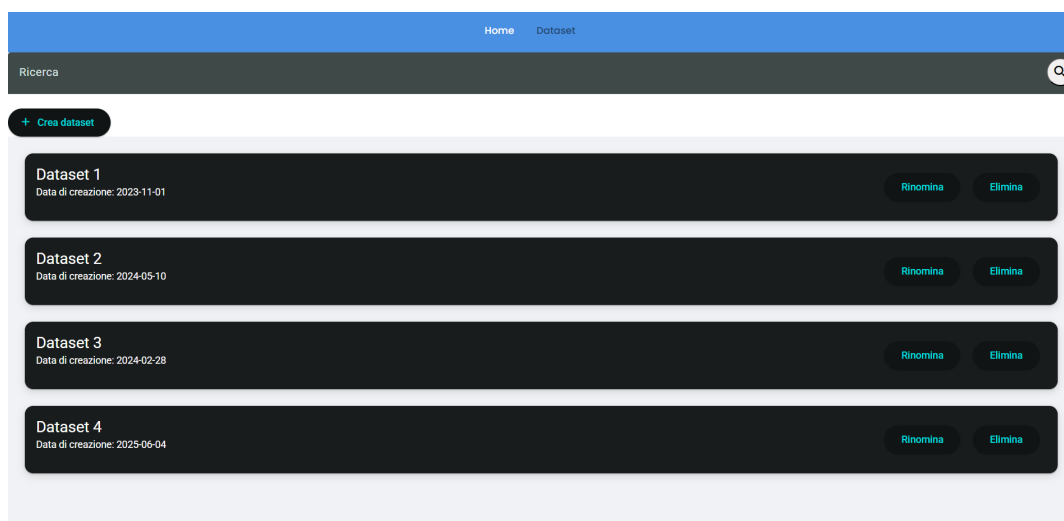 Home Dataset
Ricerca
+ Crea dataset
Dataset 1
Data di creazione: 2023-11-01
Rinomina Elimina
Dataset 2
Data di creazione: 2024-05-10
Rinomina Elimina
Dataset 3
Data di creazione: 2024-02-28
Rinomina Elimina
Dataset 4
Data di creazione: 2025-06-04
Rinomina Elimina